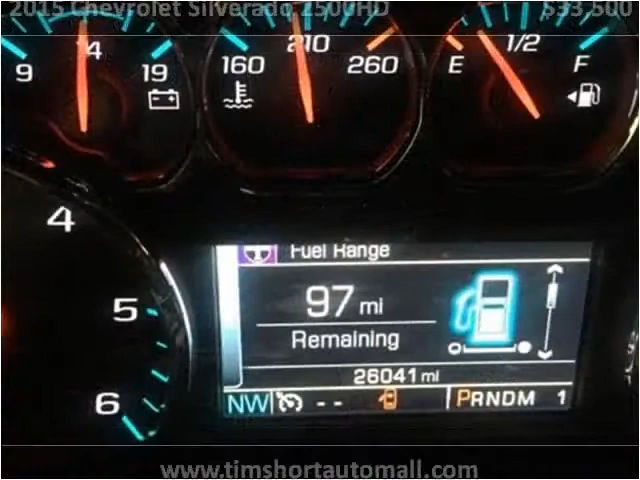 2015 Chevrolet Silverado 2500HD $33,500
9 14 19
160 210 260
E 1/2 F
4
5
6
Fuel Range
97 mi
Remaining
26041 mi
NW -- PRNDM 1
www.timshortautomall.com